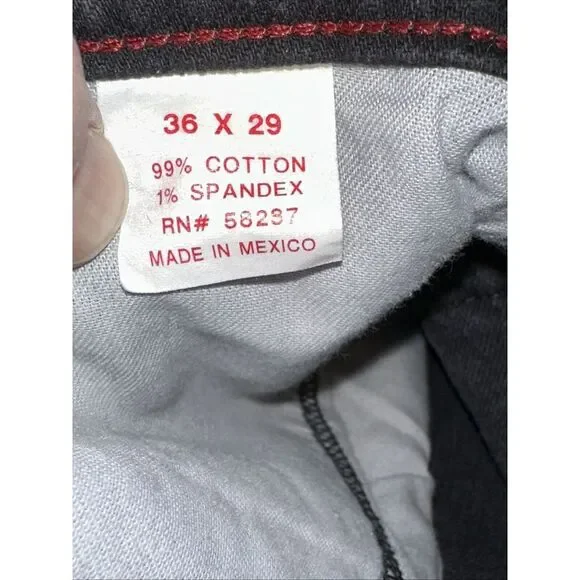 36 X 29
99% COTTON
1% SPANDEX
RN# 58237
MADE IN MEXICO